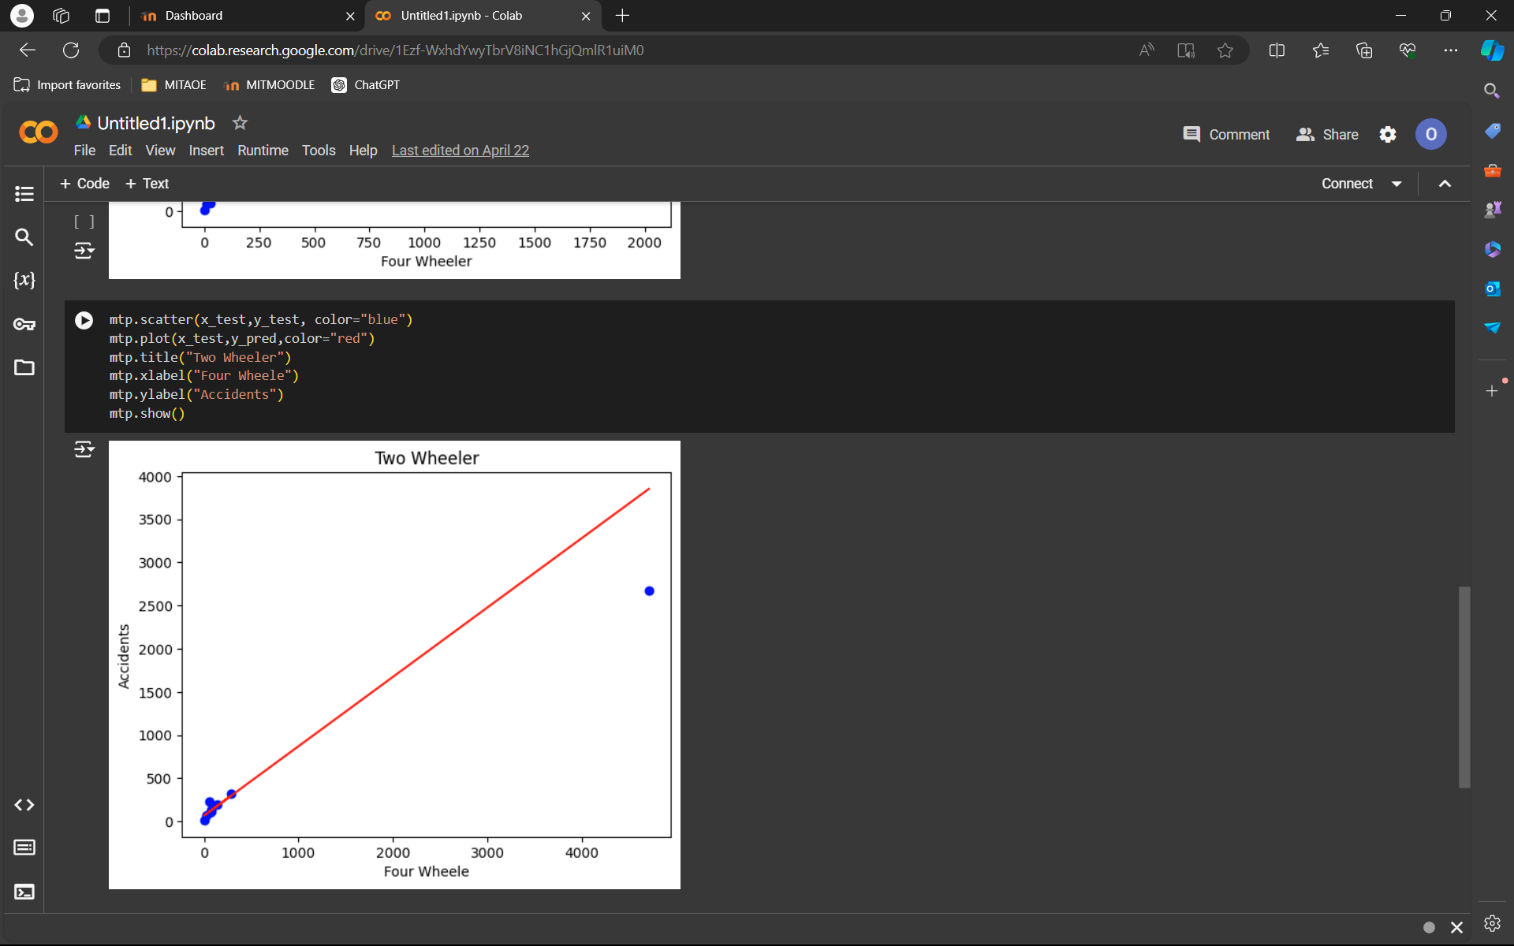 Dashboard
Untitled1.ipynb - Colab
https://colab.research.google.com/drive/1Ezf-WxhdYwyTbrV8iNC1hGjQmlR1uiM0
Import favorites
MITAOE
MITMOODLE
ChatGPT
Untitled1.ipynb
Comment
Share
O
File Edit View Insert Runtime Tools Help Last edited on April 22
+ Code + Text
Connect
[ ]
0
0 250 500 750 1000 1250 1500 1750 2000
Four Wheeler
{x}
mtp.scatter(x_test,y_test, color="blue")
mtp.plot(x_test,y_pred,color="red")
mtp.title("Two Wheeler")
mtp.xlabel("Four Wheele")
mtp.ylabel("Accidents")
mtp.show()
Two Wheeler
4000
3500
3000
2500
2000
1500
1000
500
0
Accidents
0 1000 2000 3000 4000
Four Wheele